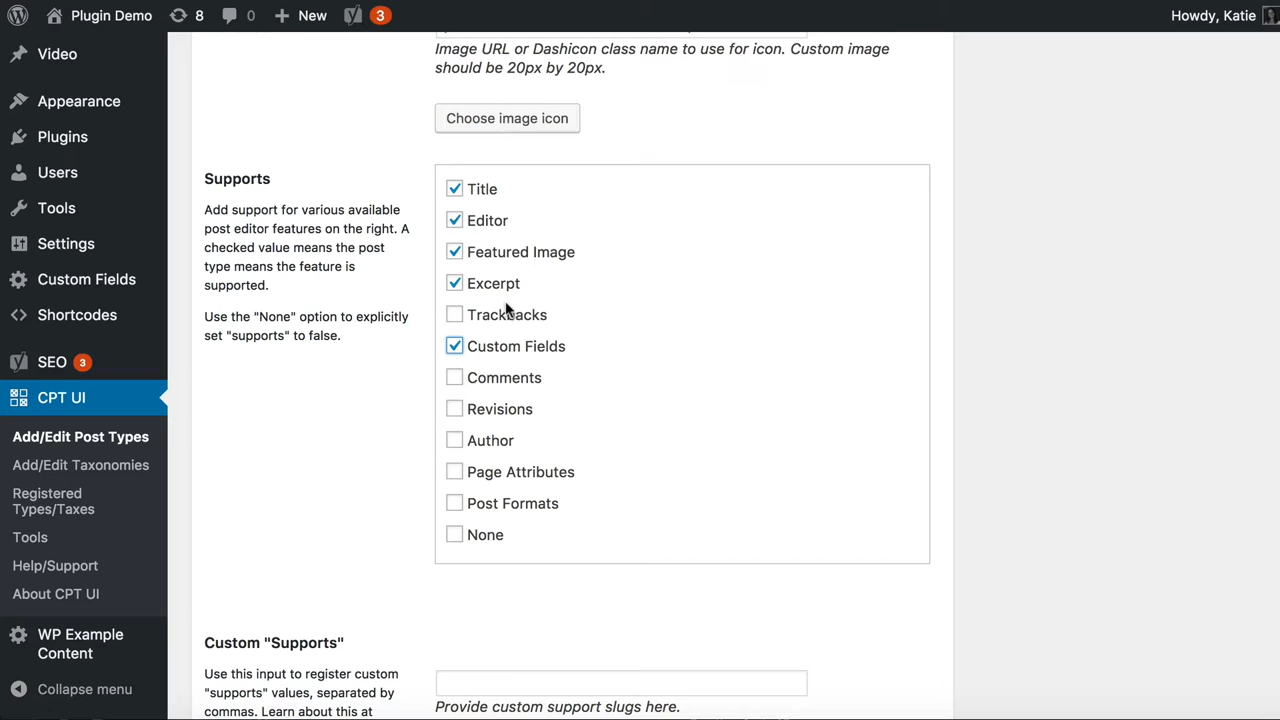 Plugin Demo 8 0 New 3 Howdy, Katie
Video
Appearance
Plugins
Users
Tools
Settings
Custom Fields
Shortcodes
SEO 3
CPT UI
Add/Edit Post Types
Add/Edit Taxonomies
Registered
Types/Taxes
Tools
Help/Support
About CPT UI
WP Example
Content
Collapse menu
Image URL or Dashicon class name to use for icon. Custom image
should be 20px by 20px.
Choose image icon
Supports
Add support for various available
post editor features on the right. A
checked value means the post
type means the feature is
supported.
Use the "None" option to explicitly
set "supports" to false.
Title
Editor
Featured Image
Excerpt
Trackbacks
Custom Fields
Comments
Revisions
Author
Page Attributes
Post Formats
None
Custom "Supports"
Use this input to register custom
"supports" values, separated by
commas. Learn about this at
Provide custom support slugs here.